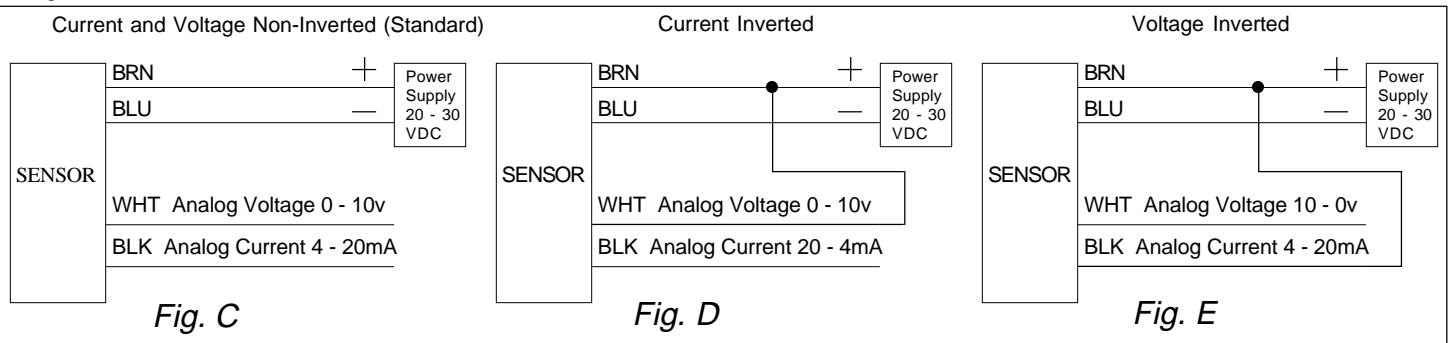 Current and Voltage Non-Inverted (Standard)
BRN
+
BLU
—
Power
Supply
20 - 30
VDC
SENSOR
WHT Analog Voltage 0 - 10v
BLK Analog Current 4 - 20mA
Fig. C
Current Inverted
BRN
+
BLU
—
Power
Supply
20 - 30
VDC
SENSOR
WHT Analog Voltage 0 - 10v
BLK Analog Current 20 - 4mA
Fig. D
Voltage Inverted
BRN
+
BLU
—
Power
Supply
20 - 30
VDC
SENSOR
WHT Analog Voltage 10 - 0v
BLK Analog Current 4 - 20mA
Fig. E